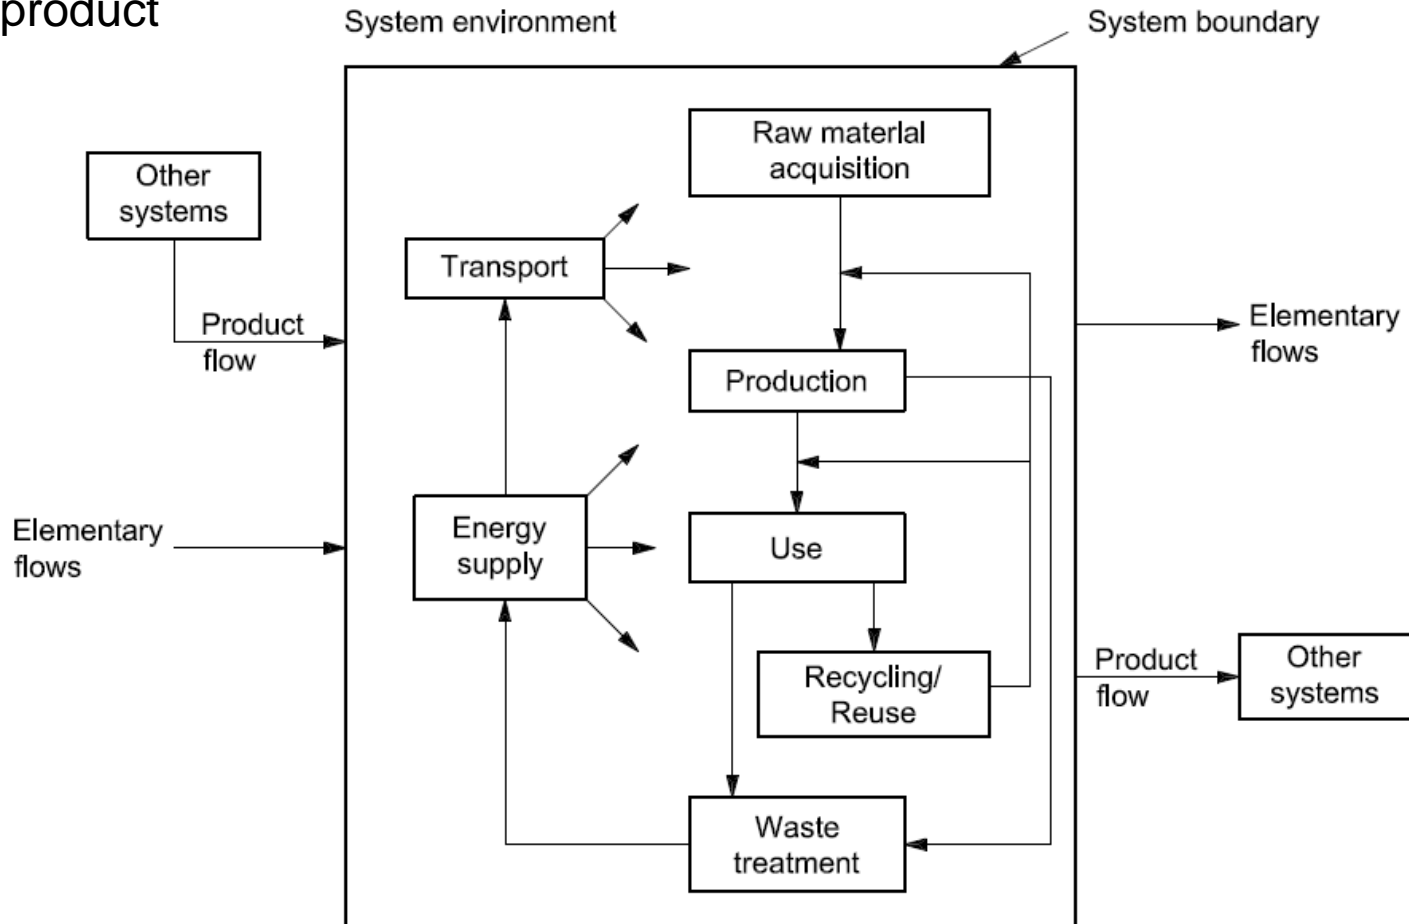 product
System environment
System boundary
Raw materlal
acquisition
Other
systems
Transport
Product
flow
Elementary
flows
Production
Energy
supply
Elementary
flows
Use
Recycling/
Reuse
Product
flow
Other
systems
Waste
treatment